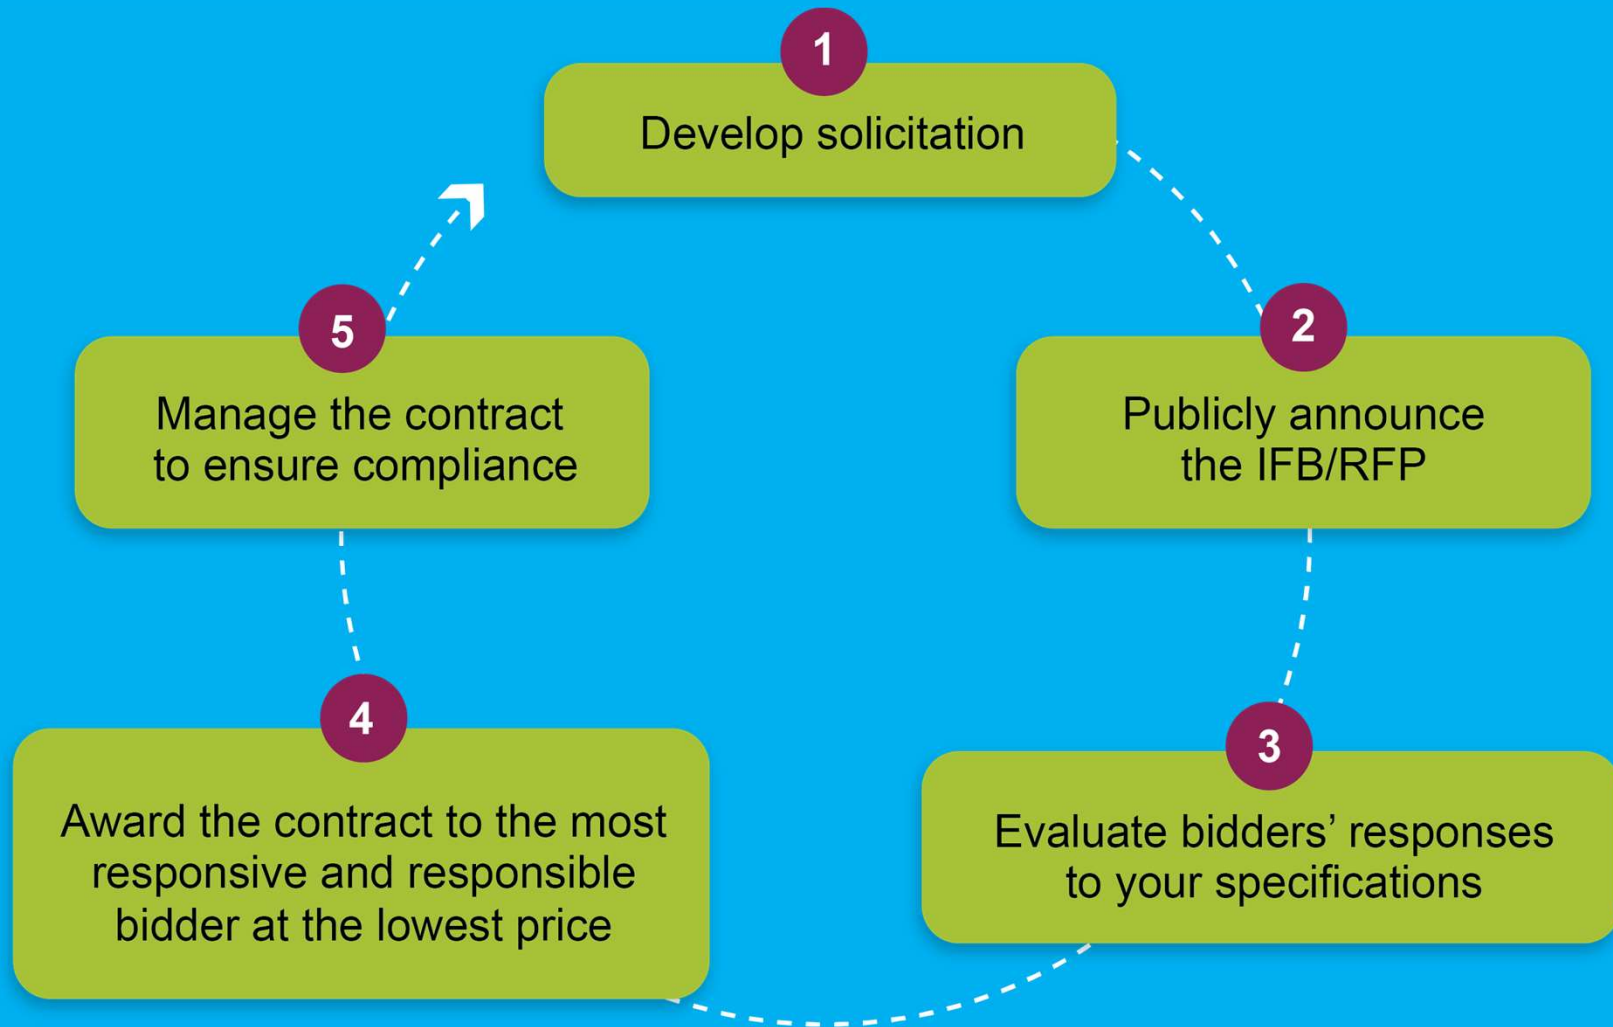 1
Develop solicitation
2
Publicly announce
the IFB/RFP
3
Evaluate bidders’ responses
to your specifications
4
Award the contract to the most
responsive and responsible
bidder at the lowest price
5
Manage the contract
to ensure compliance